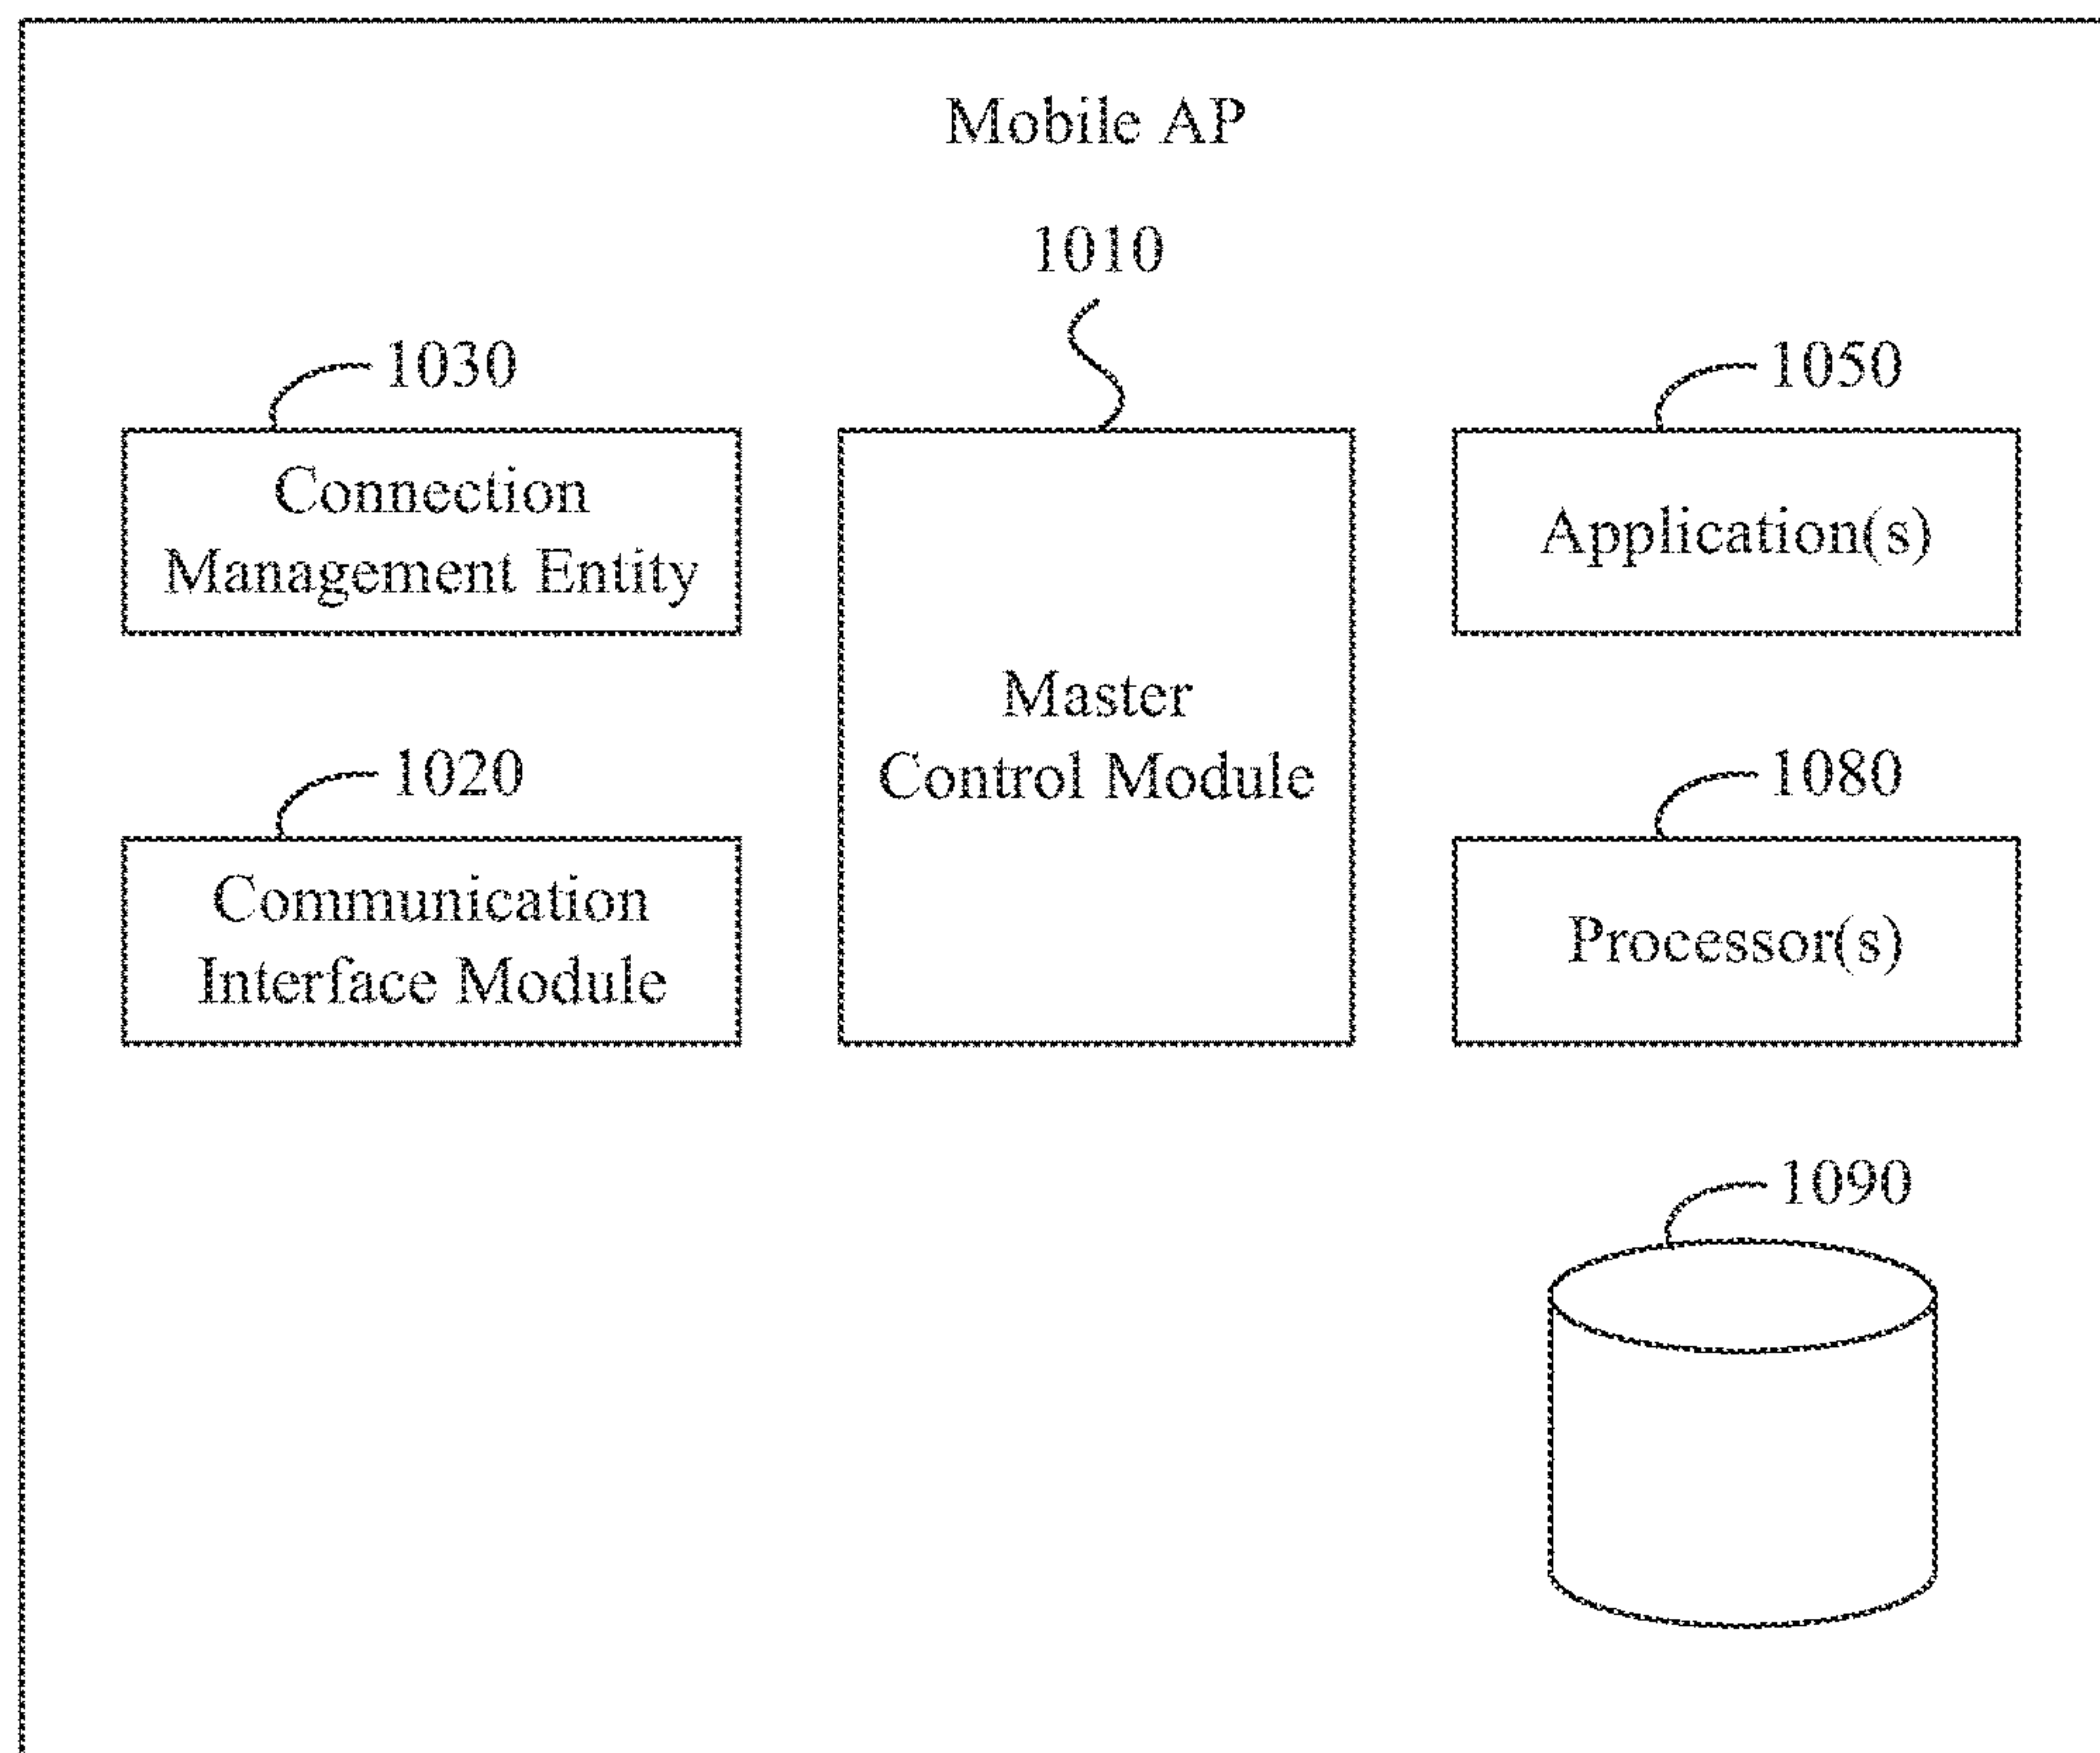 Mobile AP
1010
1030
1050
Connection
Management Entity
Application(s)
Master
Control Module
1020
1080
Communication
Interface Module
Processor(s)
1090